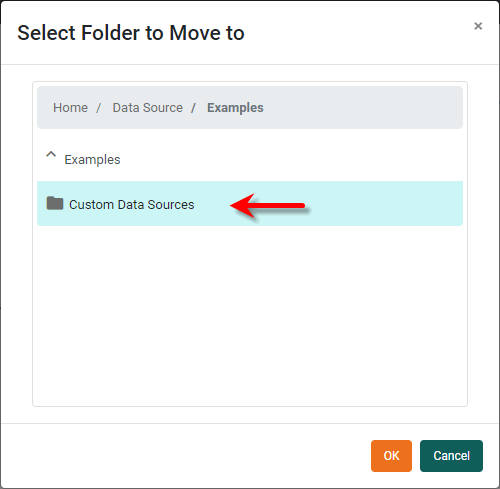 Select Folder to Move to ×
Home / Data Source / Examples
Examples
Custom Data Sources
OK Cancel